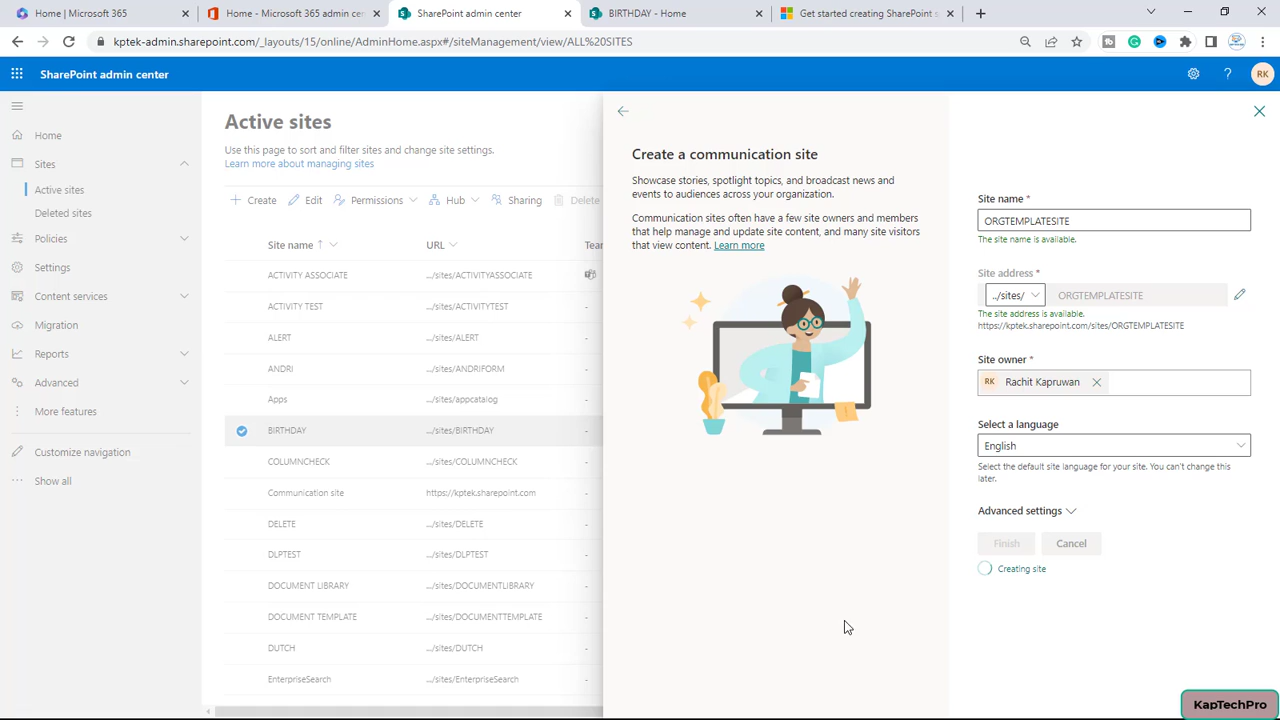 Home | Microsoft 365
Home - Microsoft 365 admin cen
SharePoint admin center
BIRTHDAY - Home
Get started creating SharePoint s
kptek-admin.sharepoint.com/_layouts/15/online/AdminHome.aspx#/siteManagement/view/ALL%20SITES
SharePoint admin center
RK
Home
Sites
Active sites
Deleted sites
Policies
Settings
Content services
Migration
Reports
Advanced
More features
Customize navigation
Show all
Active sites
Use this page to sort and filter sites and change site settings.
Learn more about managing sites
Create Edit Permissions Hub Sharing Delete
Site name ↑ URL Tea
ACTIVITY ASSOCIATE .../sites/ACTIVITYASSOCIATE
ACTIVITY TEST .../sites/ACTIVITYTEST -
ALERT .../sites/ALERT -
ANDRI .../sites/ANDRIFORM -
Apps .../sites/appcatalog -
BIRTHDAY .../sites/BIRTHDAY -
COLUMNCHECK .../sites/COLUMNCHECK -
Communication site https://kptek.sharepoint.com -
DELETE .../sites/DELETE -
DLPTEST .../sites/DLPTEST -
DOCUMENT LIBRARY .../sites/DOCUMENTLIBRARY -
DOCUMENT TEMPLATE .../sites/DOCUMENTTEMPLATE -
DUTCH .../sites/DUTCH -
EnterpriseSearch .../sites/EnterpriseSearch -
Create a communication site
Showcase stories, spotlight topics, and broadcast news and
events to audiences across your organization.
Communication sites often have a few site owners and members
that help manage and update site content, and many site visitors
that view content. Learn more
Site name *
ORGTEMPLATESITE
The site name is available.
Site address *
../sites/ ORGTEMPLATESITE
The site address is available.
https://kptek.sharepoint.com/sites/ORGTEMPLATESITE
Site owner *
RK Rachit Kapruwan
Select a language
English
Select the default site language for your site. You can't change this
later.
Advanced settings
Finish Cancel
Creating site
KapTechPro